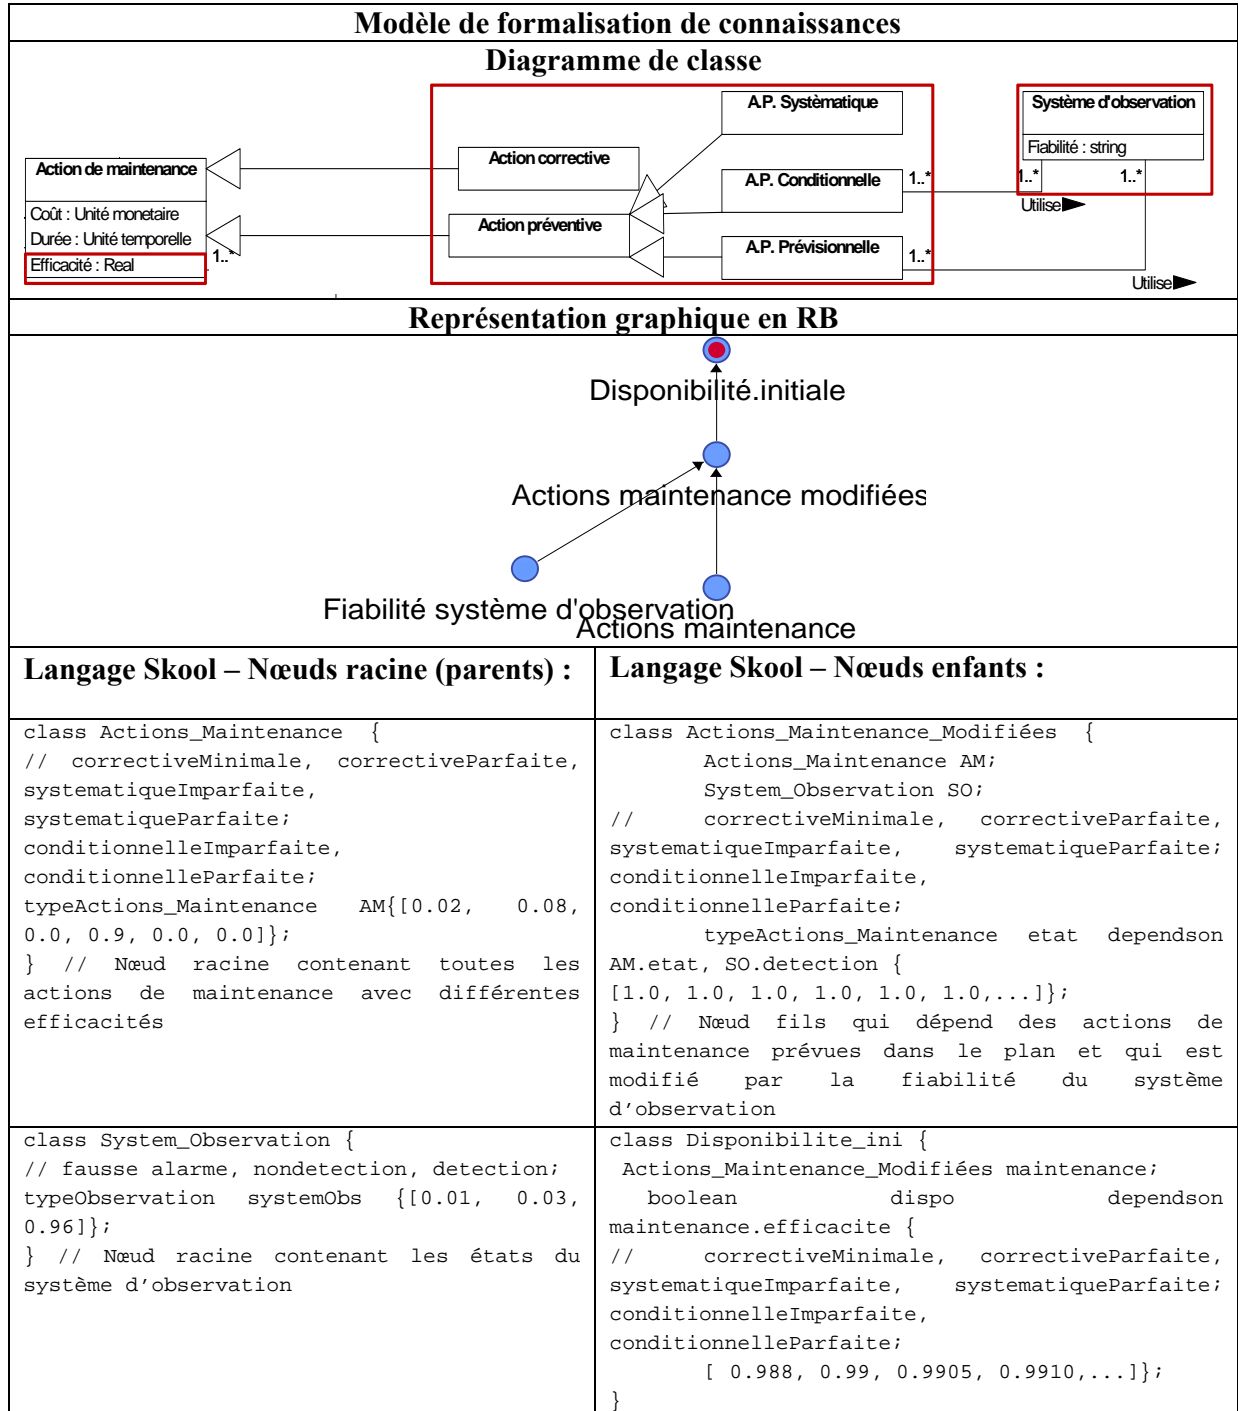 Modèle de formalisation de connaissances
Diagramme de classe
A.P. Systèmatique
Système d'observation
Fiabilité : string
Action corrective
Action de maintenance
A.P. Conditionnelle
1..*
1..*
1..*
Utilise
Coût : Unité monetaire
Durée : Unité temporelle
Efficacité : Real
1..*
Action préventive
A.P. Prévisionnelle
1..*
Utilise
Représentation graphique en RB
Disponibilité.initiale
Actions maintenance modifiées
Fiabilité système d'observation
Actions maintenance
Langage Skool – Nœuds racine (parents) :
class Actions_Maintenance {
// correctiveMinimale, correctiveParfaite,
systematiqueImparfaite,
systematiqueParfaite;
conditionnelleImparfaite,
conditionnelleParfaite;
typeActions_Maintenance AM{[0.02, 0.08,
0.0, 0.9, 0.0, 0.0]};
} // Nœud racine contenant toutes les
actions de maintenance avec différentes
efficacités
Langage Skool – Nœuds enfants :
class Actions_Maintenance_Modifiées {
Actions_Maintenance AM;
System_Observation SO;
// correctiveMinimale, correctiveParfaite,
systematiqueImparfaite, systematiqueParfaite;
conditionnelleImparfaite,
conditionnelleParfaite;
typeActions_Maintenance etat dependson
AM.etat, SO.detection {
[1.0, 1.0, 1.0, 1.0, 1.0, 1.0,...]};
} // Nœud fils qui dépend des actions de
maintenance prévues dans le plan et qui est
modifié par la fiabilité du système
d'observation
class System_Observation {
// fausse alarme, nondetection, detection;
typeObservation systemObs {[0.01, 0.03,
0.96]};
} // Nœud racine contenant les états du
système d'observation
class Disponibilite_ini {
Actions_Maintenance_Modifiées maintenance;
boolean dispo dependson
maintenance.efficacite {
// correctiveMinimale, correctiveParfaite,
systematiqueImparfaite, systematiqueParfaite;
conditionnelleImparfaite,
conditionnelleParfaite;
[ 0.988, 0.99, 0.9905, 0.9910,...]};
}